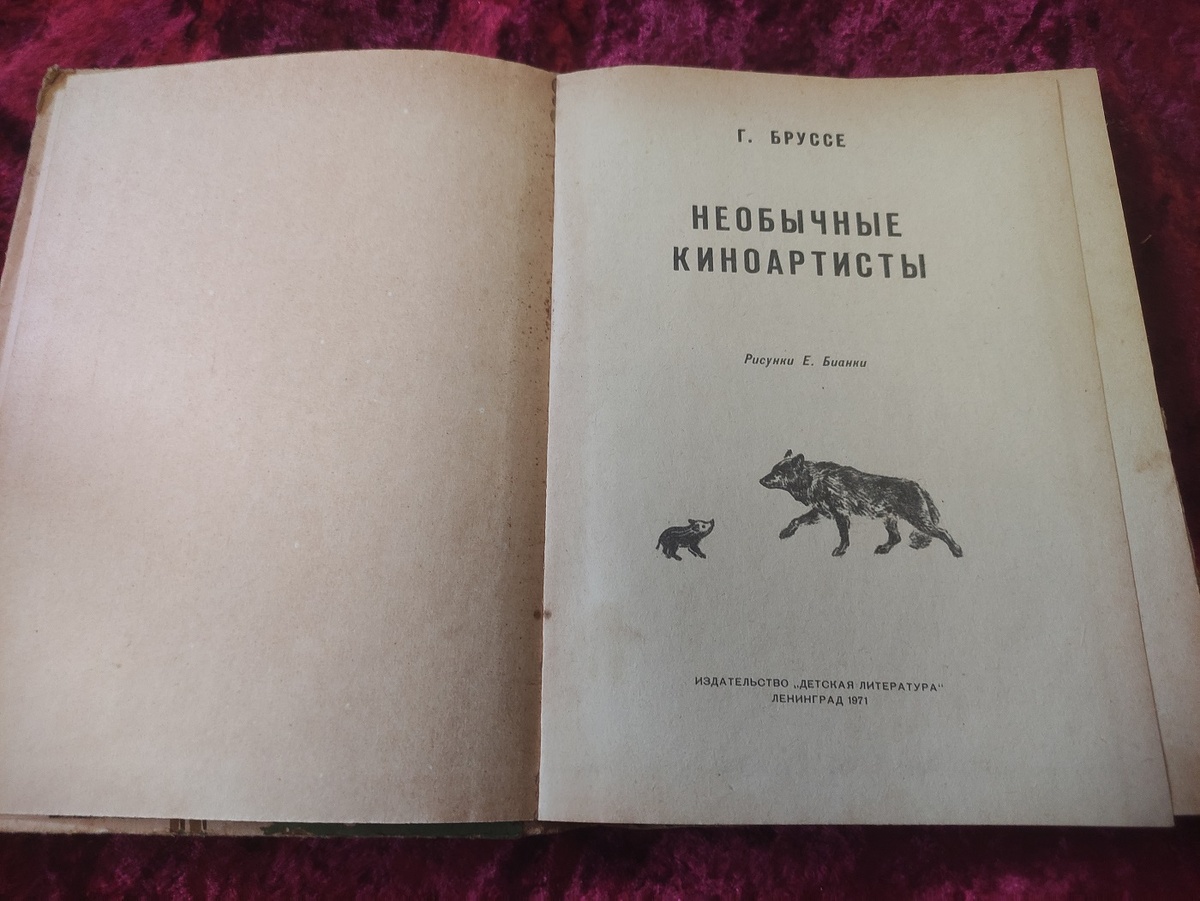 Г. БРУССЕ
НЕОБЫЧНЫЕ
КИНОАРТИСТЫ
Рисунки Е. Бианки
ИЗДАТЕЛЬСТВО „ДЕТСКАЯ ЛИТЕРАТУРА"
ЛЕНИНГРАД 1971